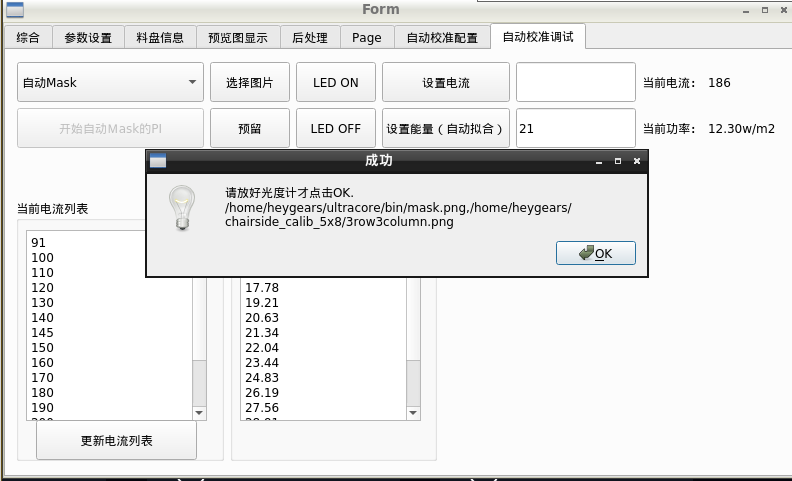 Form
综合 参数设置 料盘信息 预览图显示 后处理 Page 自动校准配置 自动校准调试
自动Mask 选择图片 LED ON 设置电流 当前电流: 186
开始自动Mask的PI 预留 LED OFF 设置能量（自动拟合） 21 当前功率: 12.30w/m2
成功
请放好光度计才点击OK.
/home/heygears/ultracore/bin/mask.png,/home/heygears/
chairside_calib_5x8/3row3column.png
OK
当前电流列表
91
100
110
120
130
140
145
150
160
170
180
190
17.78
19.21
20.63
21.34
22.04
23.44
24.83
26.19
27.56
更新电流列表